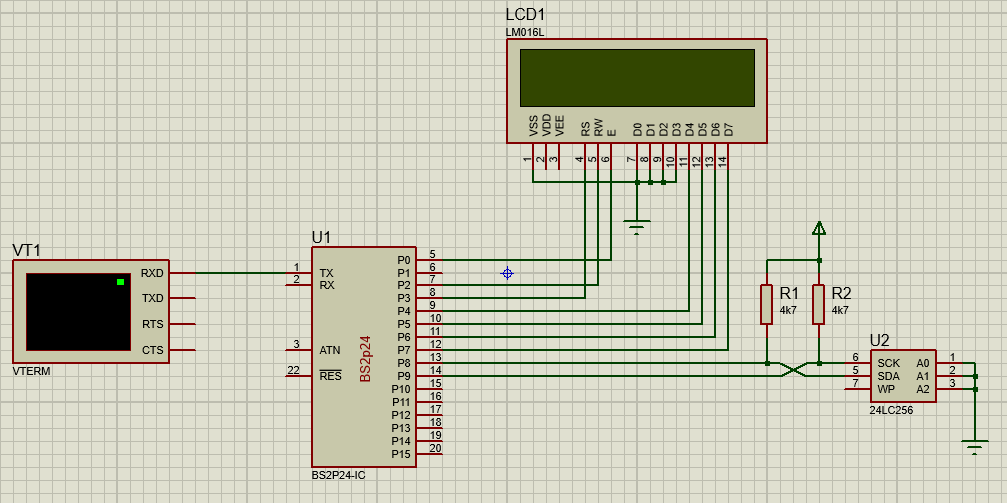 LCD1
LM016L
VSS
VDD
VEE
RS
RW
E
D0
D1
D2
D3
D4
D5
D6
D7
1
2
3
4
5
6
7
8
9
10
11
12
13
14
VT1
RXD
TXD
RTS
CTS
VTERM
U1
1 TX
2 RX
3 ATN
22 RES
BS2p24
P0 5
P1 6
P2 7
P3 8
P4 9
P5 10
P6 11
P7 12
P8 13
P9 14
P10 15
P11 16
P12 17
P13 18
P14 19
P15 20
BS2P24-IC
R1
4k7
R2
4k7
U2
6 SCK A0 1
5 SDA A1 2
7 WP A2 3
24LC256